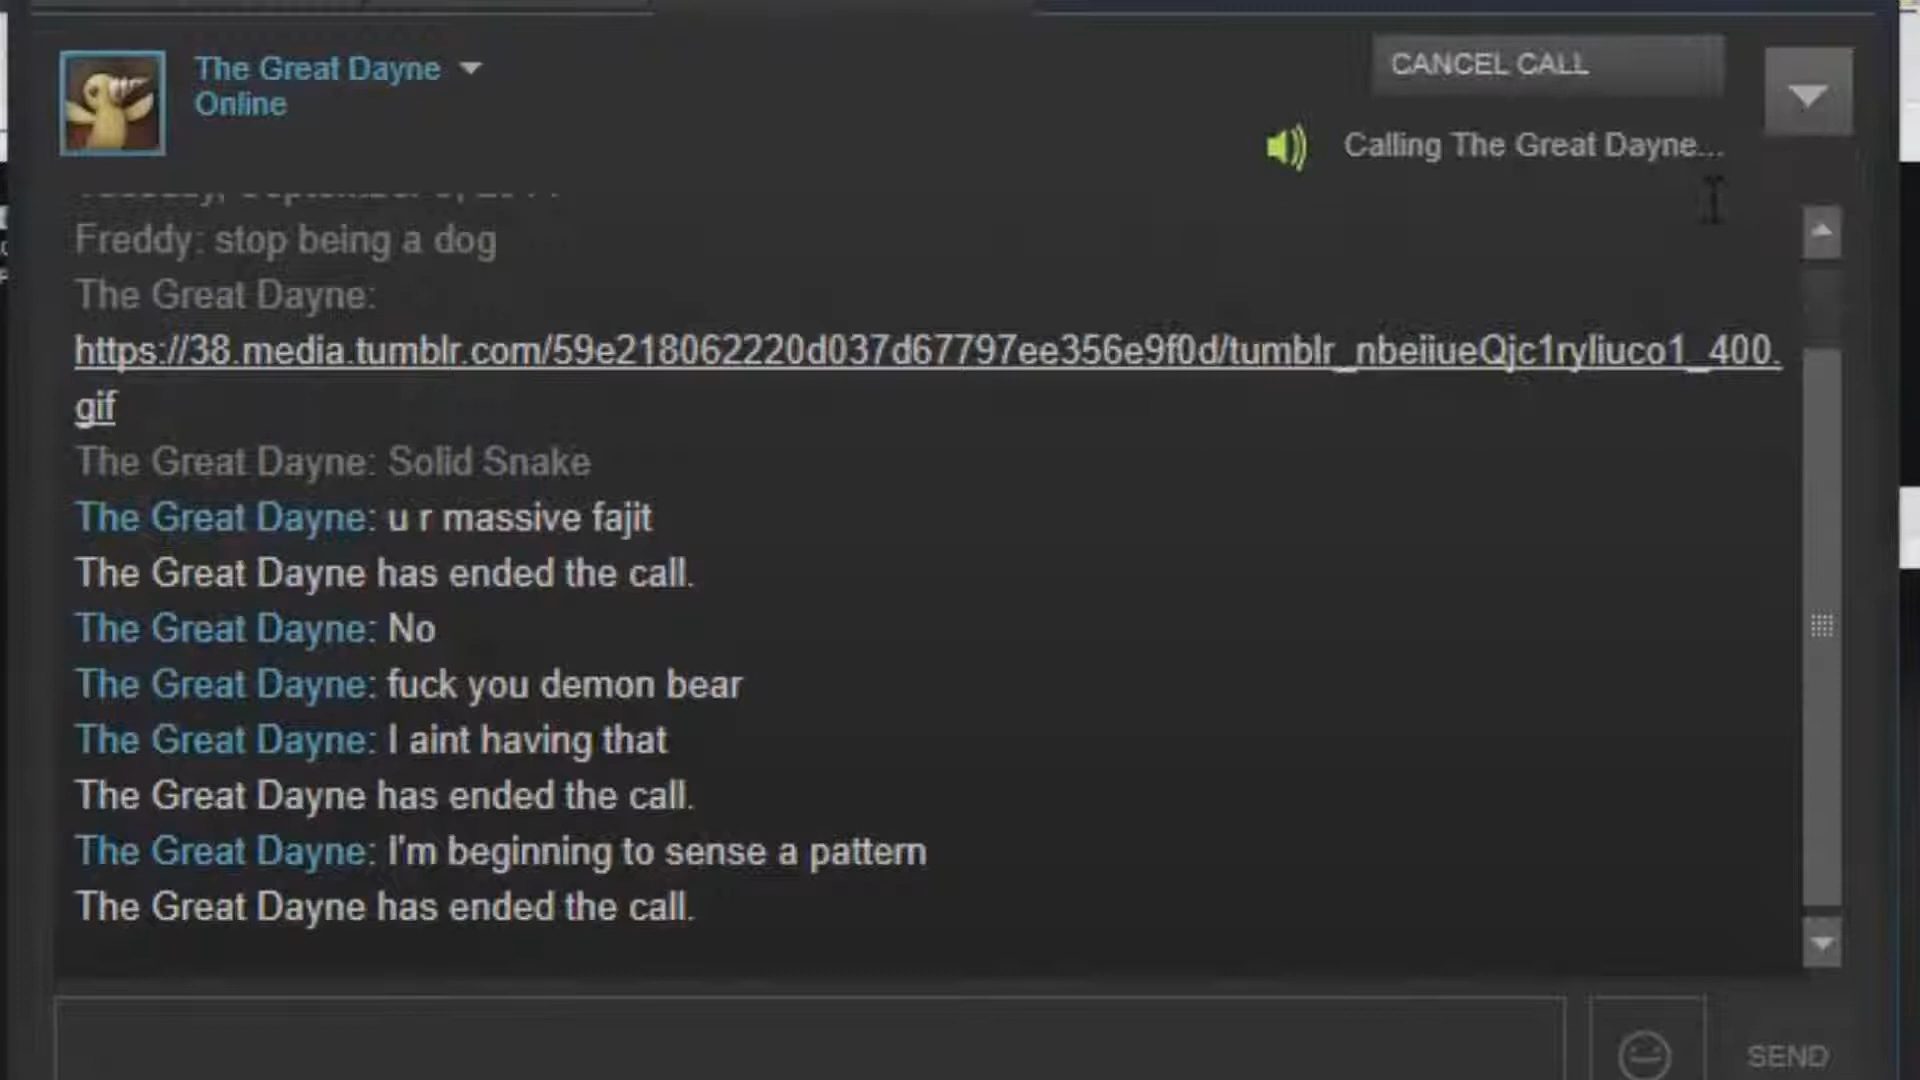 The Great Dayne
Online
CANCEL CALL
Calling The Great Dayne...
Freddy: stop being a dog
The Great Dayne:
https://38.media.tumblr.com/59e218062220d037d67797ee356e9f0d/tumblr_nbeiiueQjc1ryliuco1_400.
gif
The Great Dayne: Solid Snake
The Great Dayne: u r massive fajit
The Great Dayne has ended the call.
The Great Dayne: No
The Great Dayne: fuck you demon bear
The Great Dayne: I aint having that
The Great Dayne has ended the call.
The Great Dayne: I'm beginning to sense a pattern
The Great Dayne has ended the call.
SEND